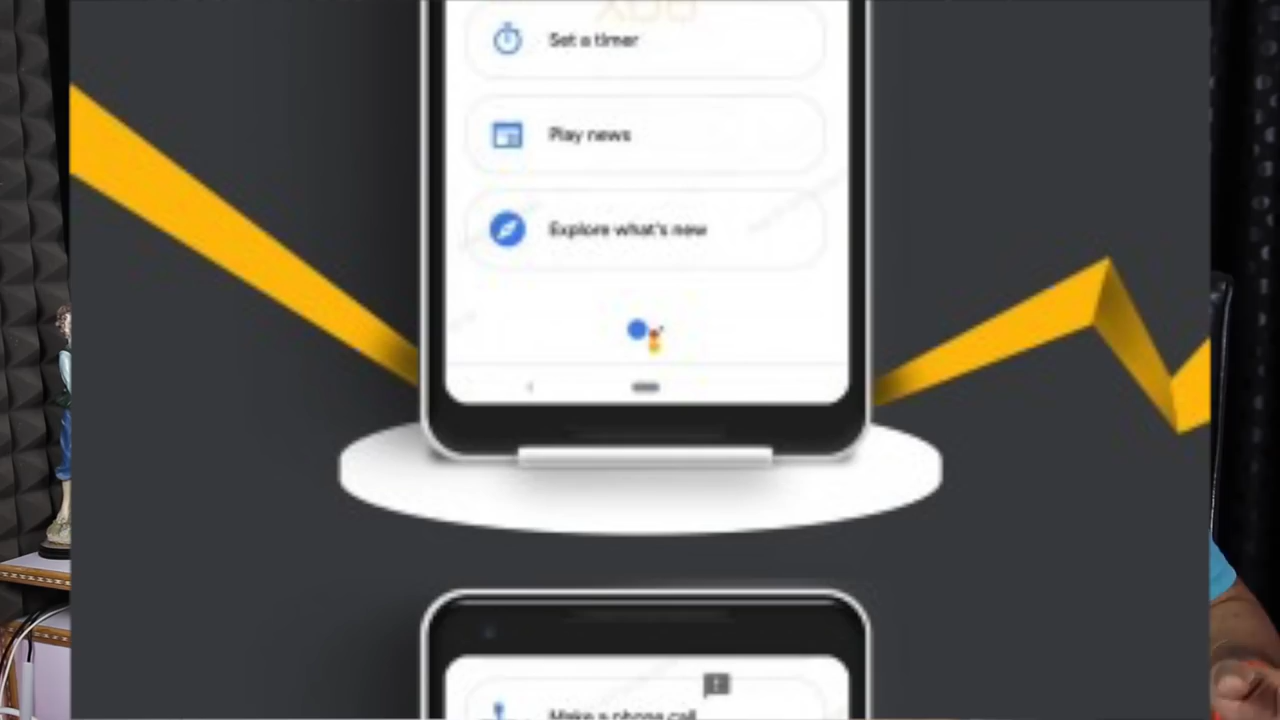 Set a timer
Play news
Explore what's new
Make a phone call